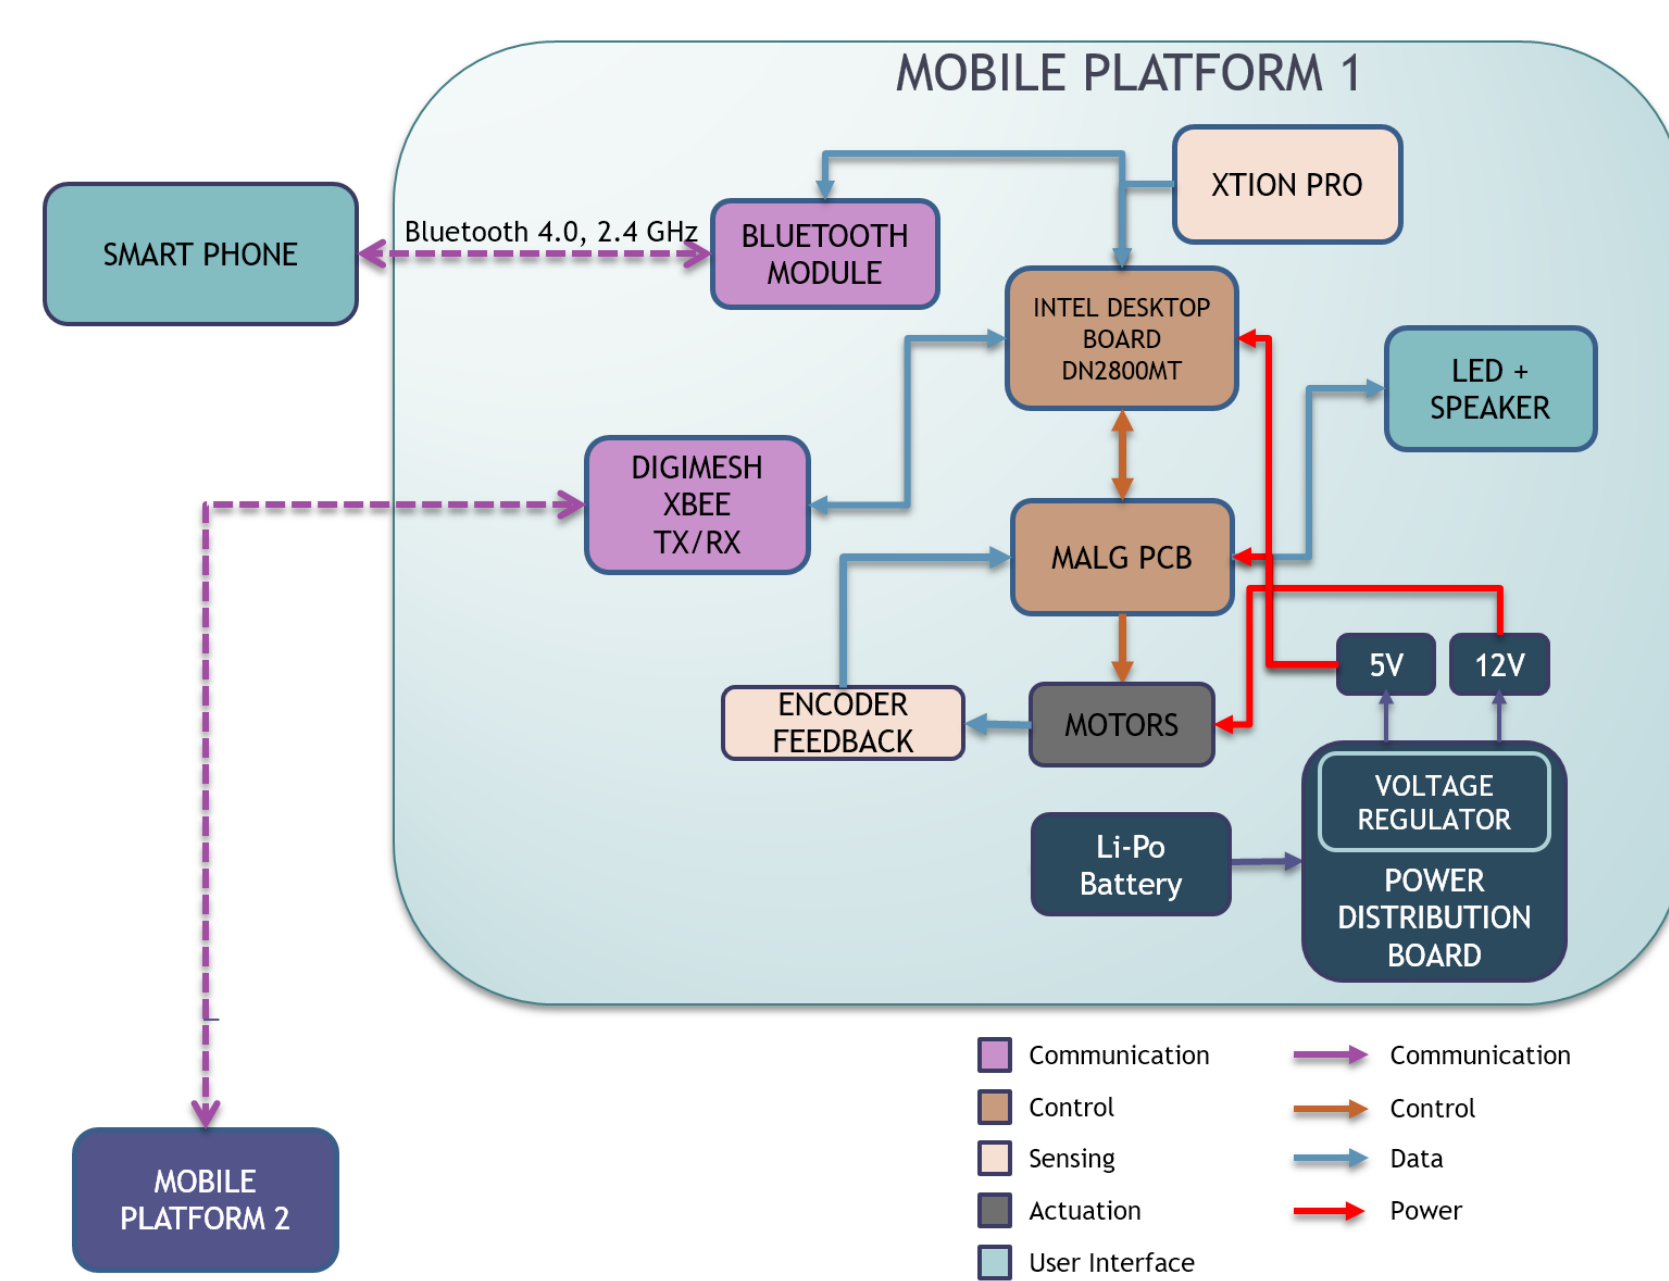 MOBILE PLATFORM 1
XTION PRO
SMART PHONE
Bluetooth 4.0, 2.4 GHz
BLUETOOTH
MODULE
INTEL DESKTOP
BOARD
DN2800MT
LED +
SPEAKER
DIGIMESH
XBEE
TX/RX
MALG PCB
5V
12V
ENCODER
FEEDBACK
MOTORS
VOLTAGE
REGULATOR
Li-Po
Battery
POWER
DISTRIBUTION
BOARD
MOBILE
PLATFORM 2
Communication
Communication
Control
Control
Sensing
Data
Actuation
Power
User Interface